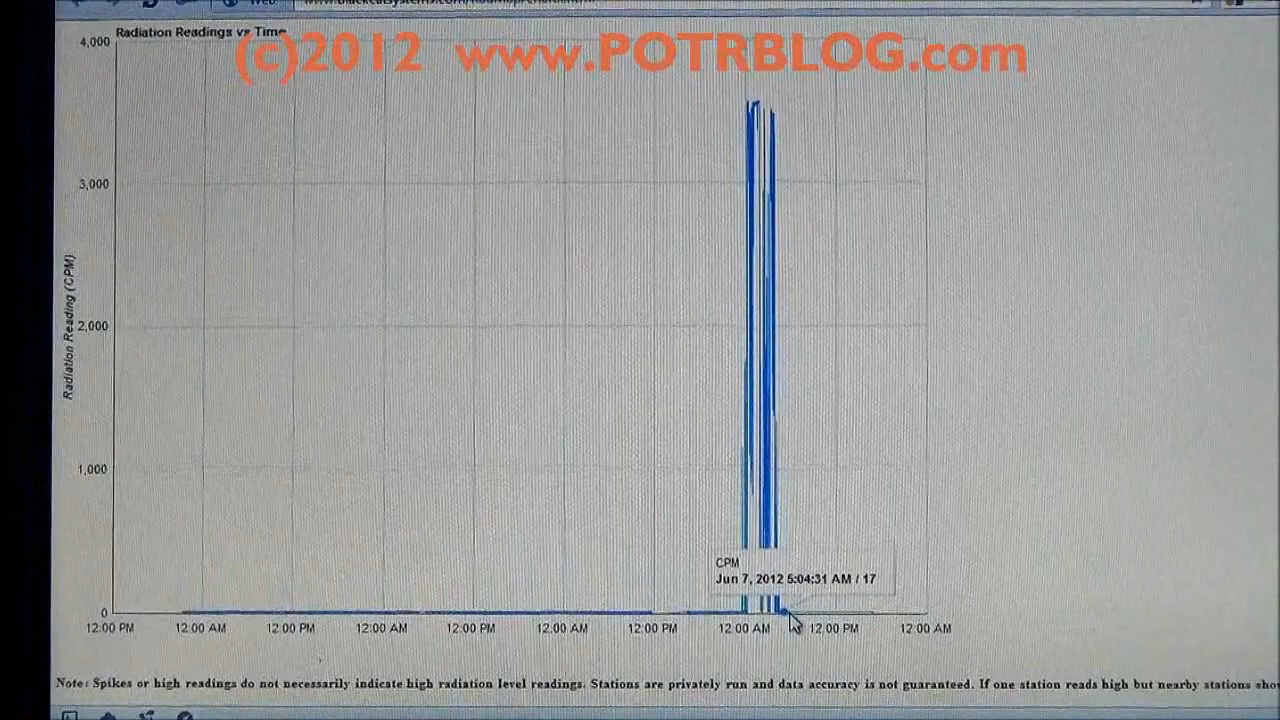 Web
Radiation Readings vs Time
(c)2012 www.POTRBLOG.com
4,000
3,000
2,000
1,000
0
Radiation Reading (CPM)
CPM
Jun 7, 2012 5:04:31 AM / 17
12:00 PM 12:00 AM 12:00 PM 12:00 AM 12:00 PM 12:00 AM 12:00 PM 12:00 AM 12:00 PM 12:00 AM
Note: Spikes or high readings do not necessarily indicate high radiation level readings. Stations are privately run and data accuracy is not guaranteed. If one station reads high but nearby stations sho